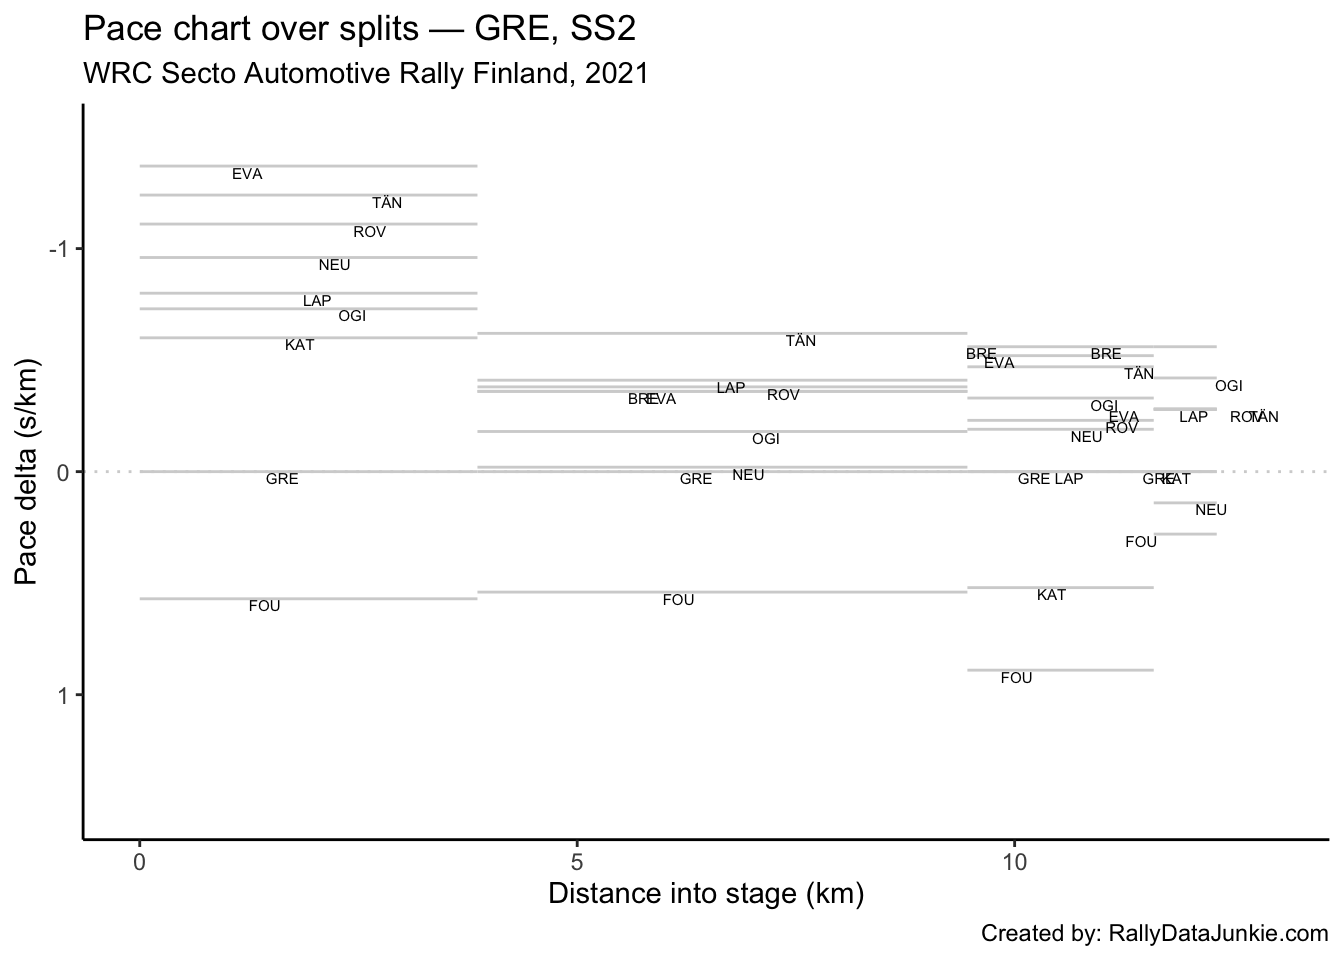 Pace chart over splits — GRE, SS2
WRC Secto Automotive Rally Finland, 2021
Pace delta (s/km)
-1
0
1
EVA
TÄN
ROV
NEU
LAP
OGI
KAT
GRE
FOU
TÄN
LAP
ROV
BRE
EVA
OGI
NEU
GRE
FOU
BRE
EVA
TÄN
OGI
ROV
NEU
GRE LAP
KAT
FOU
BRE
OGI
EVA
LAP
ROV
TÄN
GRE
KAT
NEU
FOU
0
5
10
Distance into stage (km)
Created by: RallyDataJunkie.com